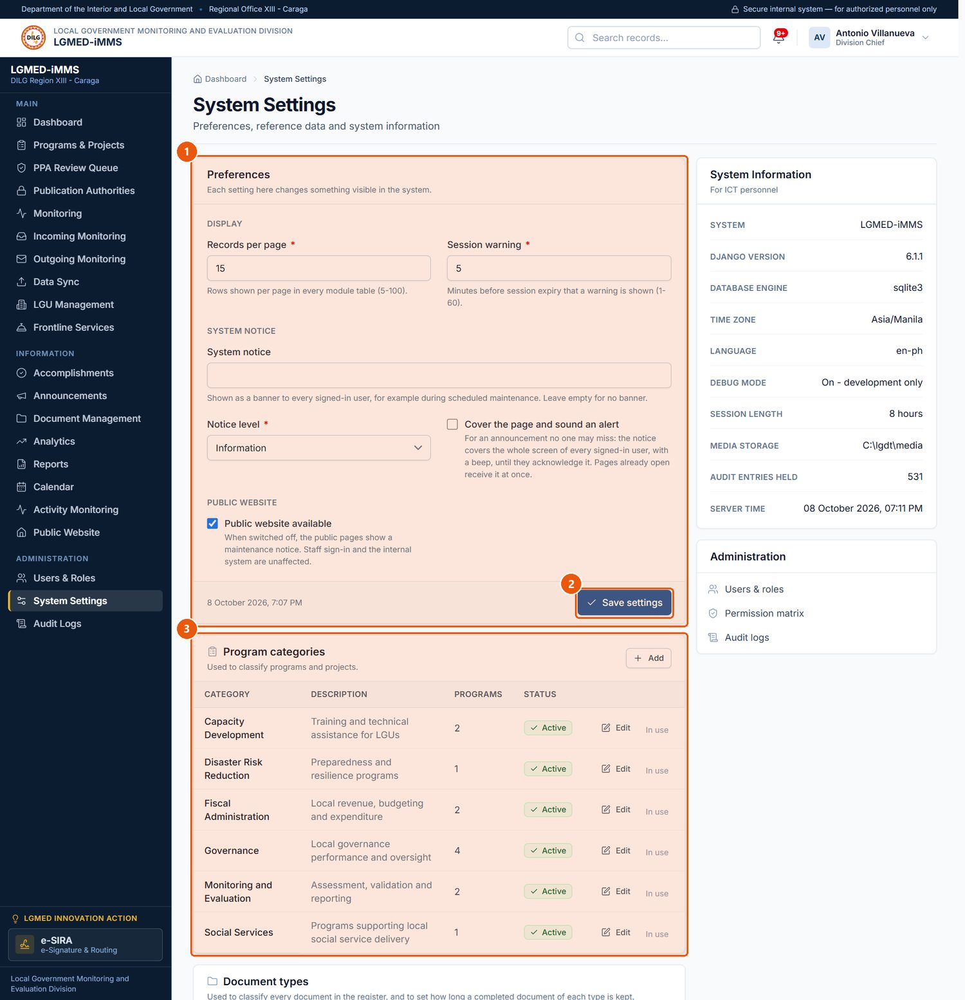 Department of the Interior and Local Government • Regional Office XIII - Caraga
Secure internal system — for authorized personnel only
DILG
LOCAL GOVERNMENT MONITORING AND EVALUATION DIVISION
LGMED-iMMS
Search records...
9+
AV
Antonio Villanueva
Division Chief
LGMED-iMMS
DILG Region XIII - Caraga
MAIN
Dashboard
Programs & Projects
PPA Review Queue
Publication Authorities
Monitoring
Incoming Monitoring
Outgoing Monitoring
Data Sync
LGU Management
Frontline Services
INFORMATION
Accomplishments
Announcements
Document Management
Analytics
Reports
Calendar
Activity Monitoring
Public Website
ADMINISTRATION
Users & Roles
System Settings
Audit Logs
LGMED INNOVATION ACTION
e-SIRA
e-Signature & Routing
Local Government Monitoring and
Evaluation Division
Dashboard > System Settings
System Settings
Preferences, reference data and system information
1
Preferences
Each setting here changes something visible in the system.
DISPLAY
Records per page *
15
Rows shown per page in every module table (5-100).
Session warning *
5
Minutes before session expiry that a warning is shown (1-
60).
SYSTEM NOTICE
System notice
Shown as a banner to every signed-in user, for example during scheduled maintenance. Leave empty for no banner.
Notice level *
Information
Cover the page and sound an alert
For an announcement no one may miss: the notice
covers the whole screen of every signed-in user, with
a beep, until they acknowledge it. Pages already open
receive it at once.
PUBLIC WEBSITE
Public website available
When switched off, the public pages show a
maintenance notice. Staff sign-in and the internal
system are unaffected.
8 October 2026, 7:07 PM
2
Save settings
3
Program categories
Used to classify programs and projects.
+ Add
CATEGORY DESCRIPTION PROGRAMS STATUS
Capacity
Development
Training and technical
assistance for LGUs
2
Active
Edit
In use
Disaster Risk
Reduction
Preparedness and
resilience programs
1
Active
Edit
In use
Fiscal
Administration
Local revenue, budgeting
and expenditure
2
Active
Edit
In use
Governance
Local governance
performance and oversight
4
Active
Edit
In use
Monitoring and
Evaluation
Assessment, validation and
reporting
2
Active
Edit
In use
Social Services
Programs supporting local
social service delivery
1
Active
Edit
In use
Document types
Used to classify every document in the register, and to set how long a completed document of each type is kept.
System Information
For ICT personnel
SYSTEM LGMED-iMMS
DJANGO VERSION 6.1.1
DATABASE ENGINE sqlite3
TIME ZONE Asia/Manila
LANGUAGE en-ph
DEBUG MODE On - development only
SESSION LENGTH 8 hours
MEDIA STORAGE C:\lgdt\media
AUDIT ENTRIES HELD 531
SERVER TIME 08 October 2026, 07:11 PM
Administration
Users & roles
Permission matrix
Audit logs